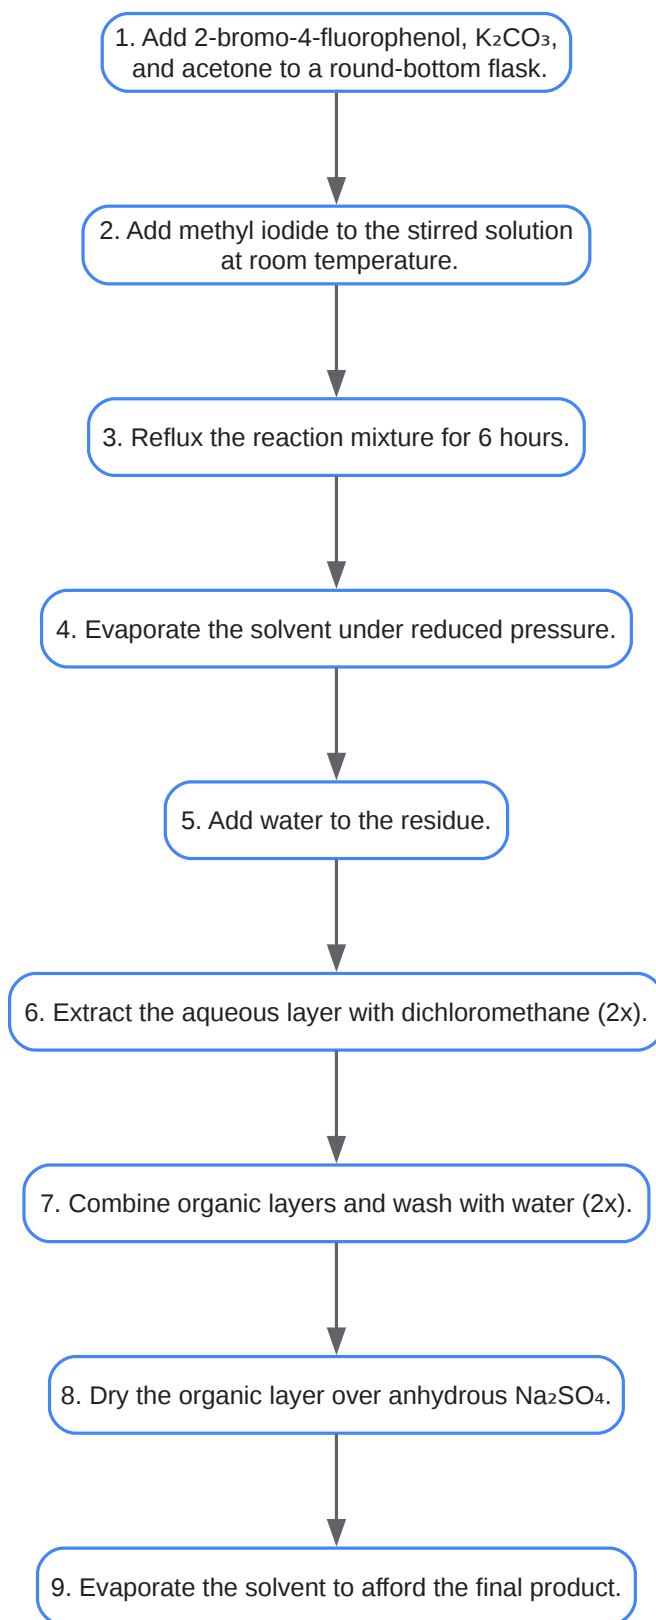 1. Add 2-bromo-4-fluorophenol, K₂CO₃,
and acetone to a round-bottom flask.
2. Add methyl iodide to the stirred solution
at room temperature.
3. Reflux the reaction mixture for 6 hours.
4. Evaporate the solvent under reduced pressure.
5. Add water to the residue.
6. Extract the aqueous layer with dichloromethane (2x).
7. Combine organic layers and wash with water (2x).
8. Dry the organic layer over anhydrous Na₂SO₄.
9. Evaporate the solvent to afford the final product.